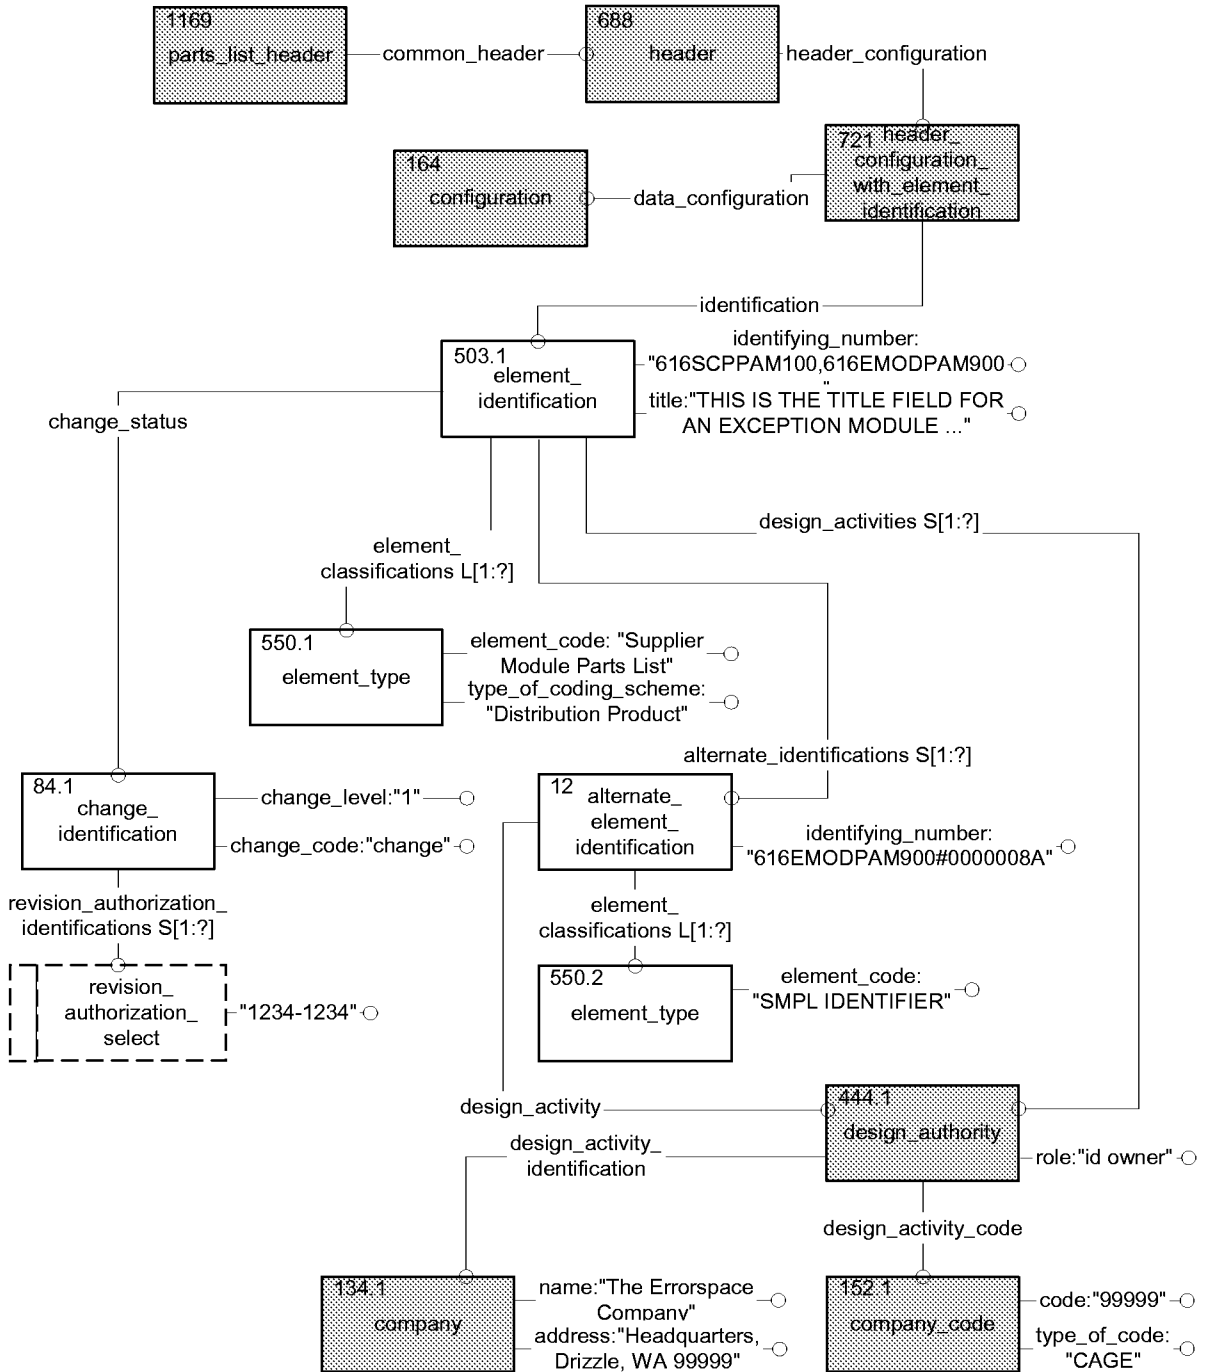 1169
parts_list_header
common_header
688
header
header_configuration
721
header_
configuration_
with_element_
identification
164
configuration
data_configuration
identification
503.1
element_
identification
identifying_number:
"616SCPPAM100,616EMODPAM900
"
title:"THIS IS THE TITLE FIELD FOR
AN EXCEPTION MODULE ..."
change_status
design_activities S[1:?]
element_
classifications L[1:?]
550.1
element_type
element_code: "Supplier
Module Parts List"
type_of_coding_scheme:
"Distribution Product"
alternate_identifications S[1:?]
84.1
change_
identification
change_level:"1"
change_code:"change"
12
alternate_
element_
identification
identifying_number:
"616EMODPAM900#0000008A"
revision_authorization_
identifications S[1:?]
element_
classifications L[1:?]
revision_
authorization_
select
"1234-1234"
550.2
element_type
element_code:
"SMPL IDENTIFIER"
design_activity
444.1
design_authority
design_activity_
identification
role:"id owner"
design_activity_code
134.1
company
name:"The Errorspace
Company"
address:"Headquarters,
Drizzle, WA 99999"
152.1
company_code
code:"99999"
type_of_code:
"CAGE"